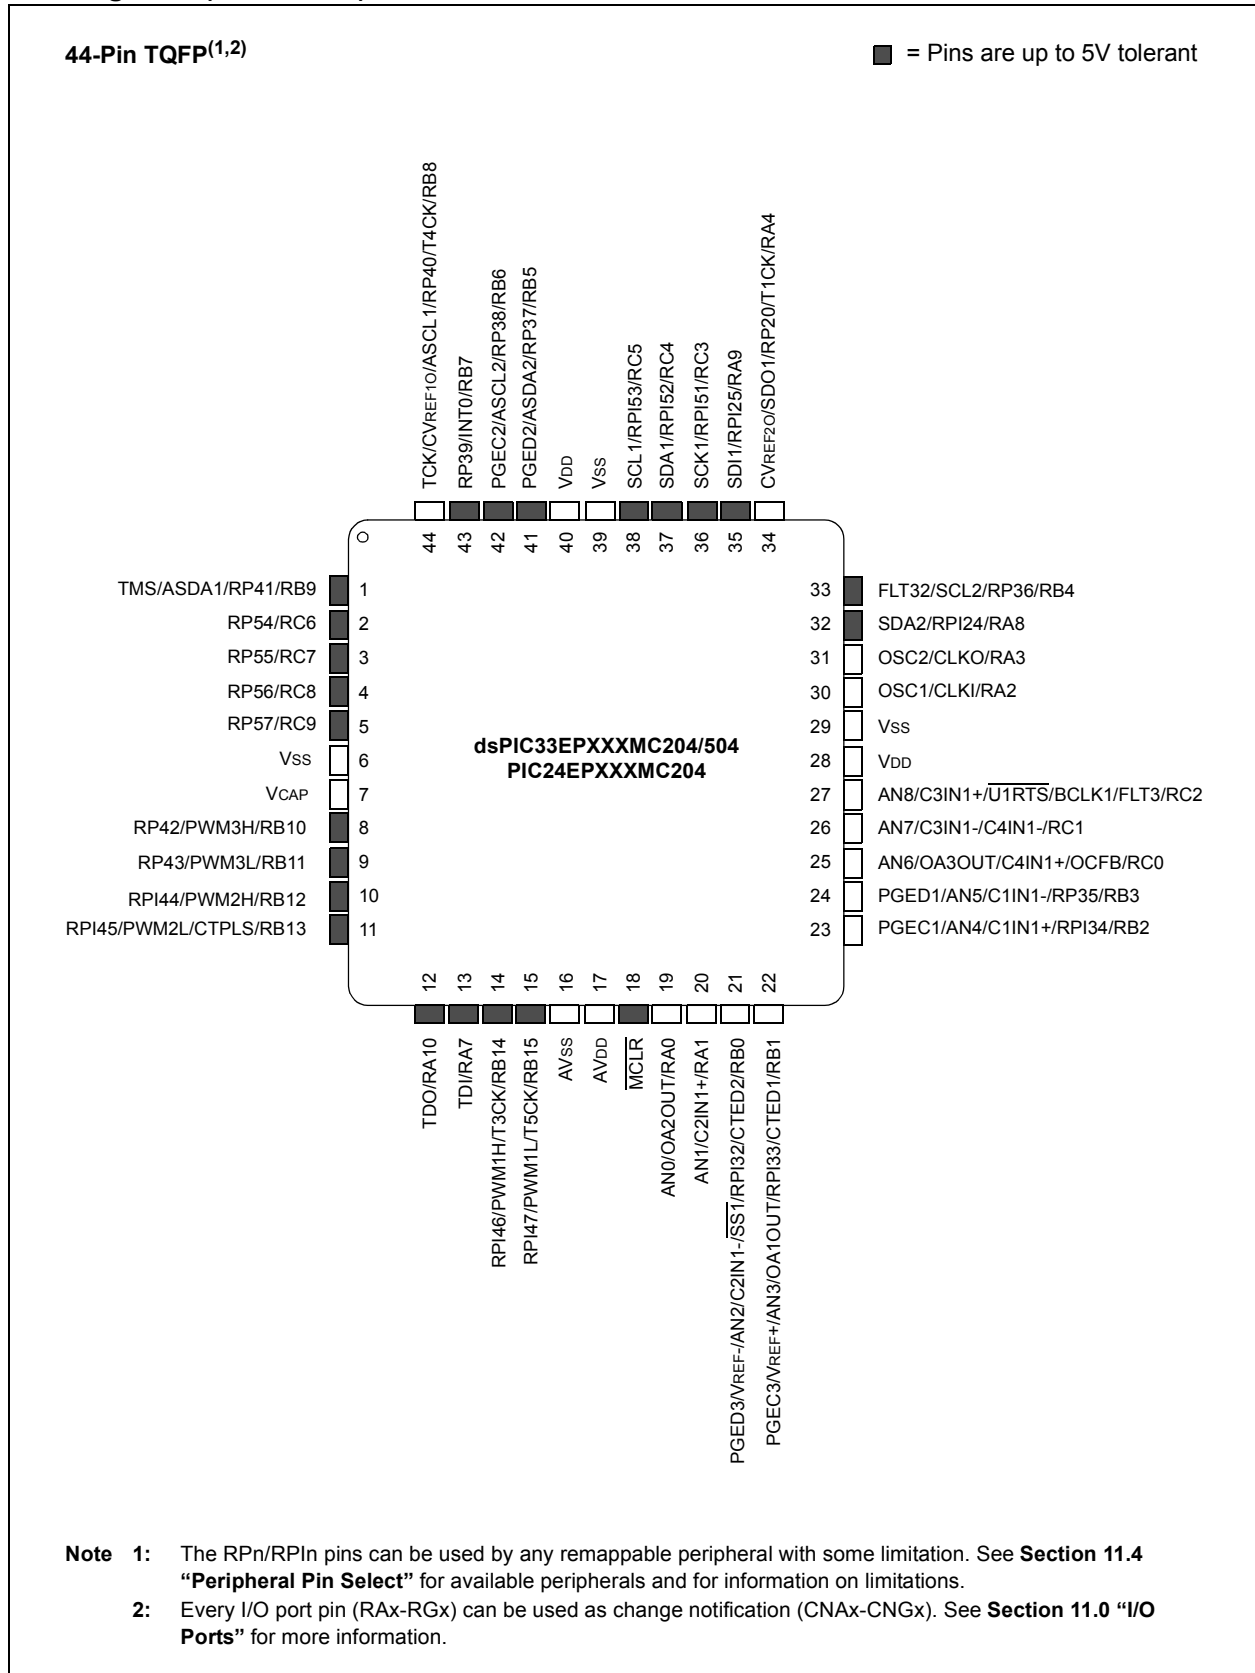 44-Pin TQFP(1,2)
= Pins are up to 5V tolerant
TCK/CVREF1O/ASCL1/RP40/T4CK/RB8
RP39/INT0/RB7
PGEC2/ASCL2/RP38/RB6
PGED2/ASDA2/RP37/RB5
VDD
VSS
SCL1/RPI53/RC5
SDA1/RPI52/RC4
SCK1/RPI51/RC3
SDI1/RPI25/RA9
CVREF2O/SDO1/RP20/T1CK/RA4
44
43
42
41
40
39
38
37
36
35
34
TMS/ASDA1/RP41/RB9 1
RP54/RC6 2
RP55/RC7 3
RP56/RC8 4
RP57/RC9 5
VSS 6
VCAP 7
RP42/PWM3H/RB10 8
RP43/PWM3L/RB11 9
RPI44/PWM2H/RB12 10
RPI45/PWM2L/CTPLS/RB13 11
dsPIC33EPXXXMC204/504
PIC24EPXXXMC204
33 FLT32/SCL2/RP36/RB4
32 SDA2/RPI24/RA8
31 OSC2/CLKO/RA3
30 OSC1/CLKI/RA2
29 VSS
28 VDD
27 AN8/C3IN1+/U1RTS/BCLK1/FLT3/RC2
26 AN7/C3IN1-/C4IN1-/RC1
25 AN6/OA3OUT/C4IN1+/OCFB/RC0
24 PGED1/AN5/C1IN1-/RP35/RB3
23 PGEC1/AN4/C1IN1+/RPI34/RB2
12
13
14
15
16
17
18
19
20
21
22
TDO/RA10
TDI/RA7
RPI46/PWM1H/T3CK/RB14
RPI47/PWM1L/T5CK/RB15
AVSS
AVDD
MCLR
AN0/OA2OUT/RA0
AN1/C2IN1+/RA1
PGED3/VREF-/AN2/C2IN1-/SS1/RPI32/CTED2/RB0
PGEC3/VREF+/AN3/OA1OUT/RPI33/CTED1/RB1
Note 1: The RPn/RPIn pins can be used by any remappable peripheral with some limitation. See Section 11.4
“Peripheral Pin Select” for available peripherals and for information on limitations.
2: Every I/O port pin (RAx-RGx) can be used as change notification (CNAx-CNGx). See Section 11.0 “I/O
Ports” for more information.